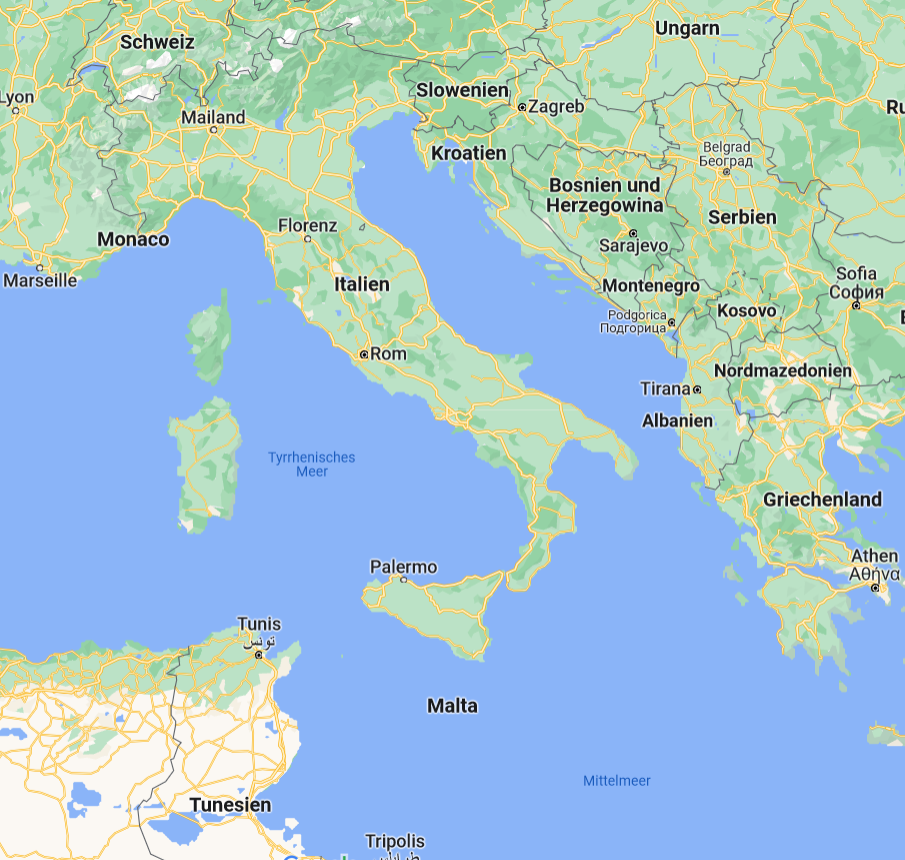 Ungarn
Schweiz
Slowenien
Lyon
Zagreb
Ru
Mailand
Belgrad
Београд
Kroatien
Bosnien und
Herzegowina
Serbien
Florenz
Monaco
Sarajevo
Marseille
Italien
Montenegro
Sofia
София
Kosovo
Podgorica
Подгорица
Rom
Nordmazedonien
Tirana
Albanien
Tyrrhenisches
Meer
Griechenland
Palermo
Athen
Αθήνα
Tunis
تونس
Malta
Mittelmeer
Tunesien
Tripolis
طرابلس